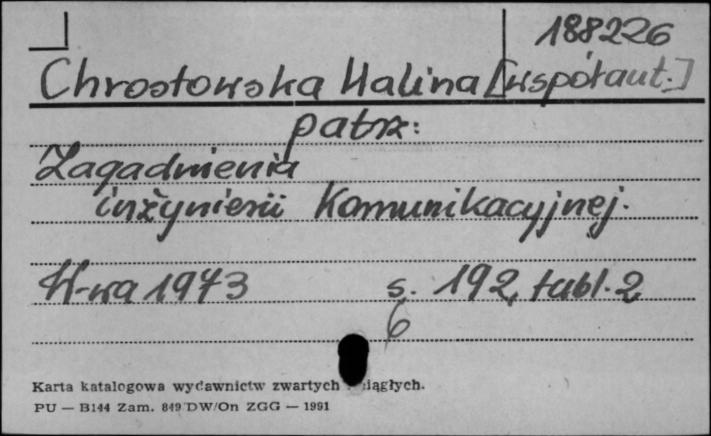 188226
Chrostowska Halina [współaut.]
patrz:
Zagadnienia
inżynierii Komunikacyjnej.
W-wa 1973 s. 192, tabl. 2
6
Karta katalogowa wydawnictw zwartych i ciągłych.
PU — B144 Zam. 849 DW/On ZGG — 1991